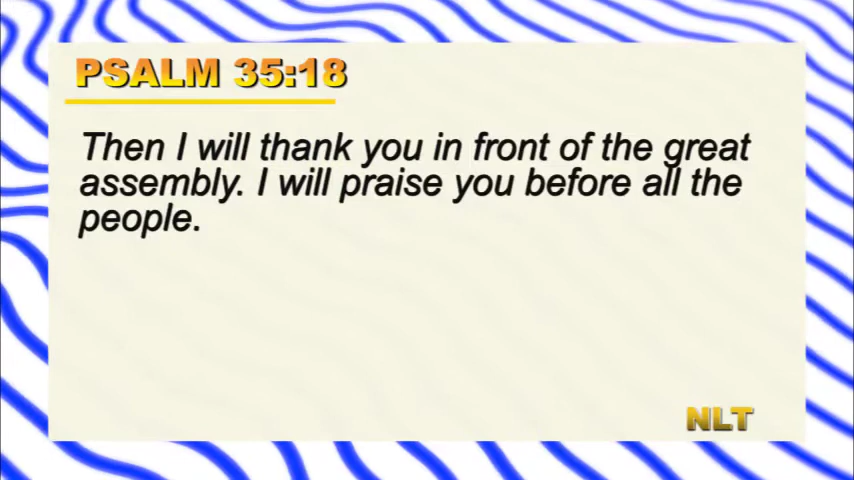 PSALM 35:18
Then I will thank you in front of the great
assembly. I will praise you before all the
people.
NLT